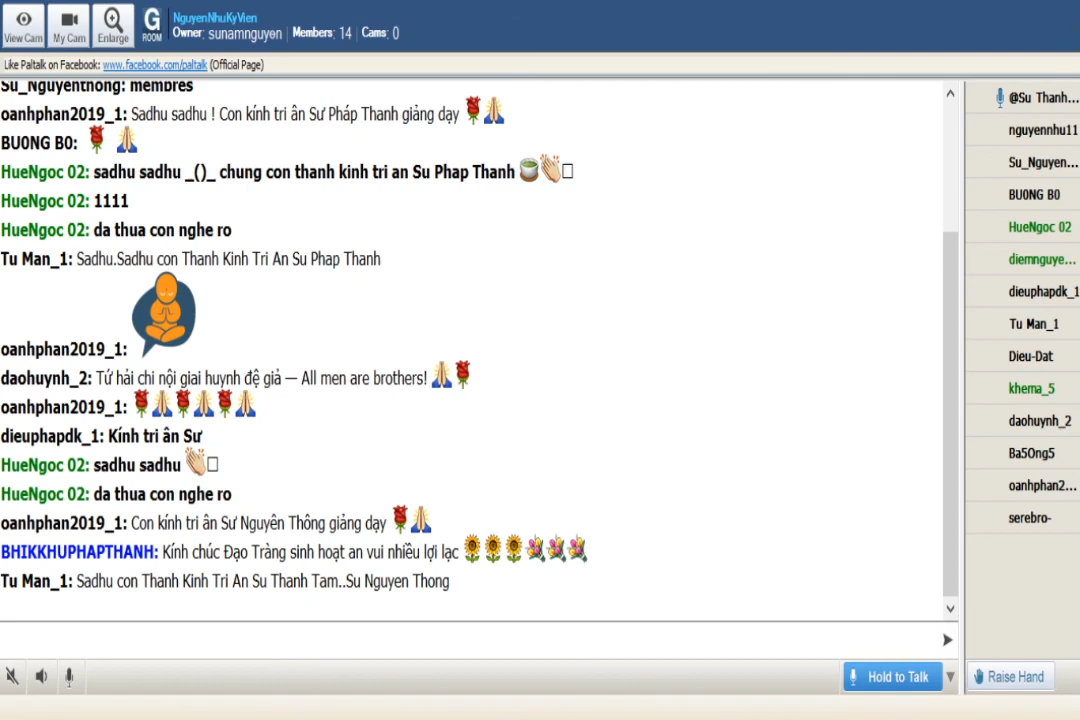 View Cam
My Cam
Enlarge
G
ROOM
NguyenNhuKyVien
Owner: sunamnguyen | Members: 14 | Cams: 0
Like Paltalk on Facebook: www.facebook.com/paltalk (Official Page)
Su_Nguyenthong: membres
oanhphan2019_1: Sadhu sadhu ! Con kính tri ân Sư Pháp Thanh giảng dạy 🌹🙏
BU0NG B0: 🌹 🙏
HueNgoc 02: sadhu sadhu _()_ chung con thanh kinh tri an Su Phap Thanh 🍵👏
HueNgoc 02: 1111
HueNgoc 02: da thua con nghe ro
Tu Man_1: Sadhu.Sadhu con Thanh Kinh Tri An Su Phap Thanh
oanhphan2019_1:
daohuynh_2: Tứ hải chi nội giai huynh đệ giả — All men are brothers! 🙏🌹
oanhphan2019_1: 🌹🙏🌹🙏🌹🙏
dieuphapdk_1: Kính tri ân Sư
HueNgoc 02: sadhu sadhu 👏
HueNgoc 02: da thua con nghe ro
oanhphan2019_1: Con kính tri ân Sư Nguyên Thông giảng dạy 🌹🙏
BHIKKHUPHAPTHANH: Kính chúc Đạo Tràng sinh hoạt an vui nhiều lợi lạc 🌻🌻🌻💐💐💐
Tu Man_1: Sadhu con Thanh Kinh Tri An Su Thanh Tam..Su Nguyen Thong
@Su Thanh...
nguyennhu11
Su_Nguyen...
BU0NG B0
HueNgoc 02
diemnguye...
dieuphapdk_1
Tu Man_1
Dieu-Dat
khema_5
daohuynh_2
Ba5Ong5
oanhphan2...
serebro-
Hold to Talk
Raise Hand